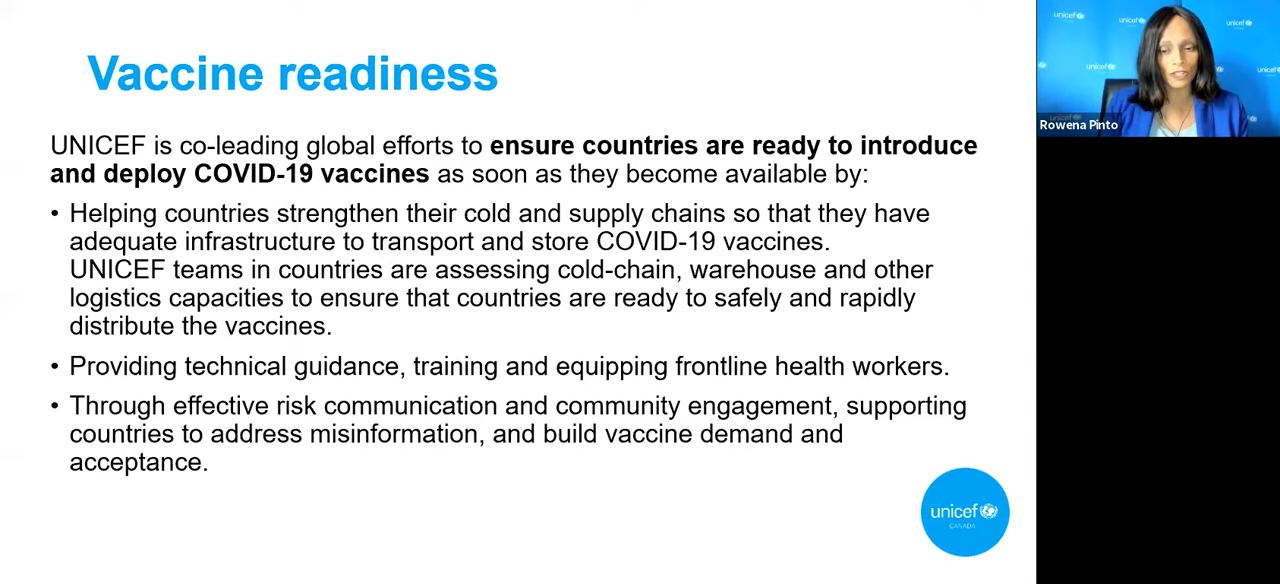 Vaccine readiness
UNICEF is co-leading global efforts to ensure countries are ready to introduce
and deploy COVID-19 vaccines as soon as they become available by:
• Helping countries strengthen their cold and supply chains so that they have
adequate infrastructure to transport and store COVID-19 vaccines.
UNICEF teams in countries are assessing cold-chain, warehouse and other
logistics capacities to ensure that countries are ready to safely and rapidly
distribute the vaccines.
• Providing technical guidance, training and equipping frontline health workers.
• Through effective risk communication and community engagement, supporting
countries to address misinformation, and build vaccine demand and
acceptance.
unicef
CANADA
unicef
unicef
unicef
unicef
unicef
Rowena Pinto